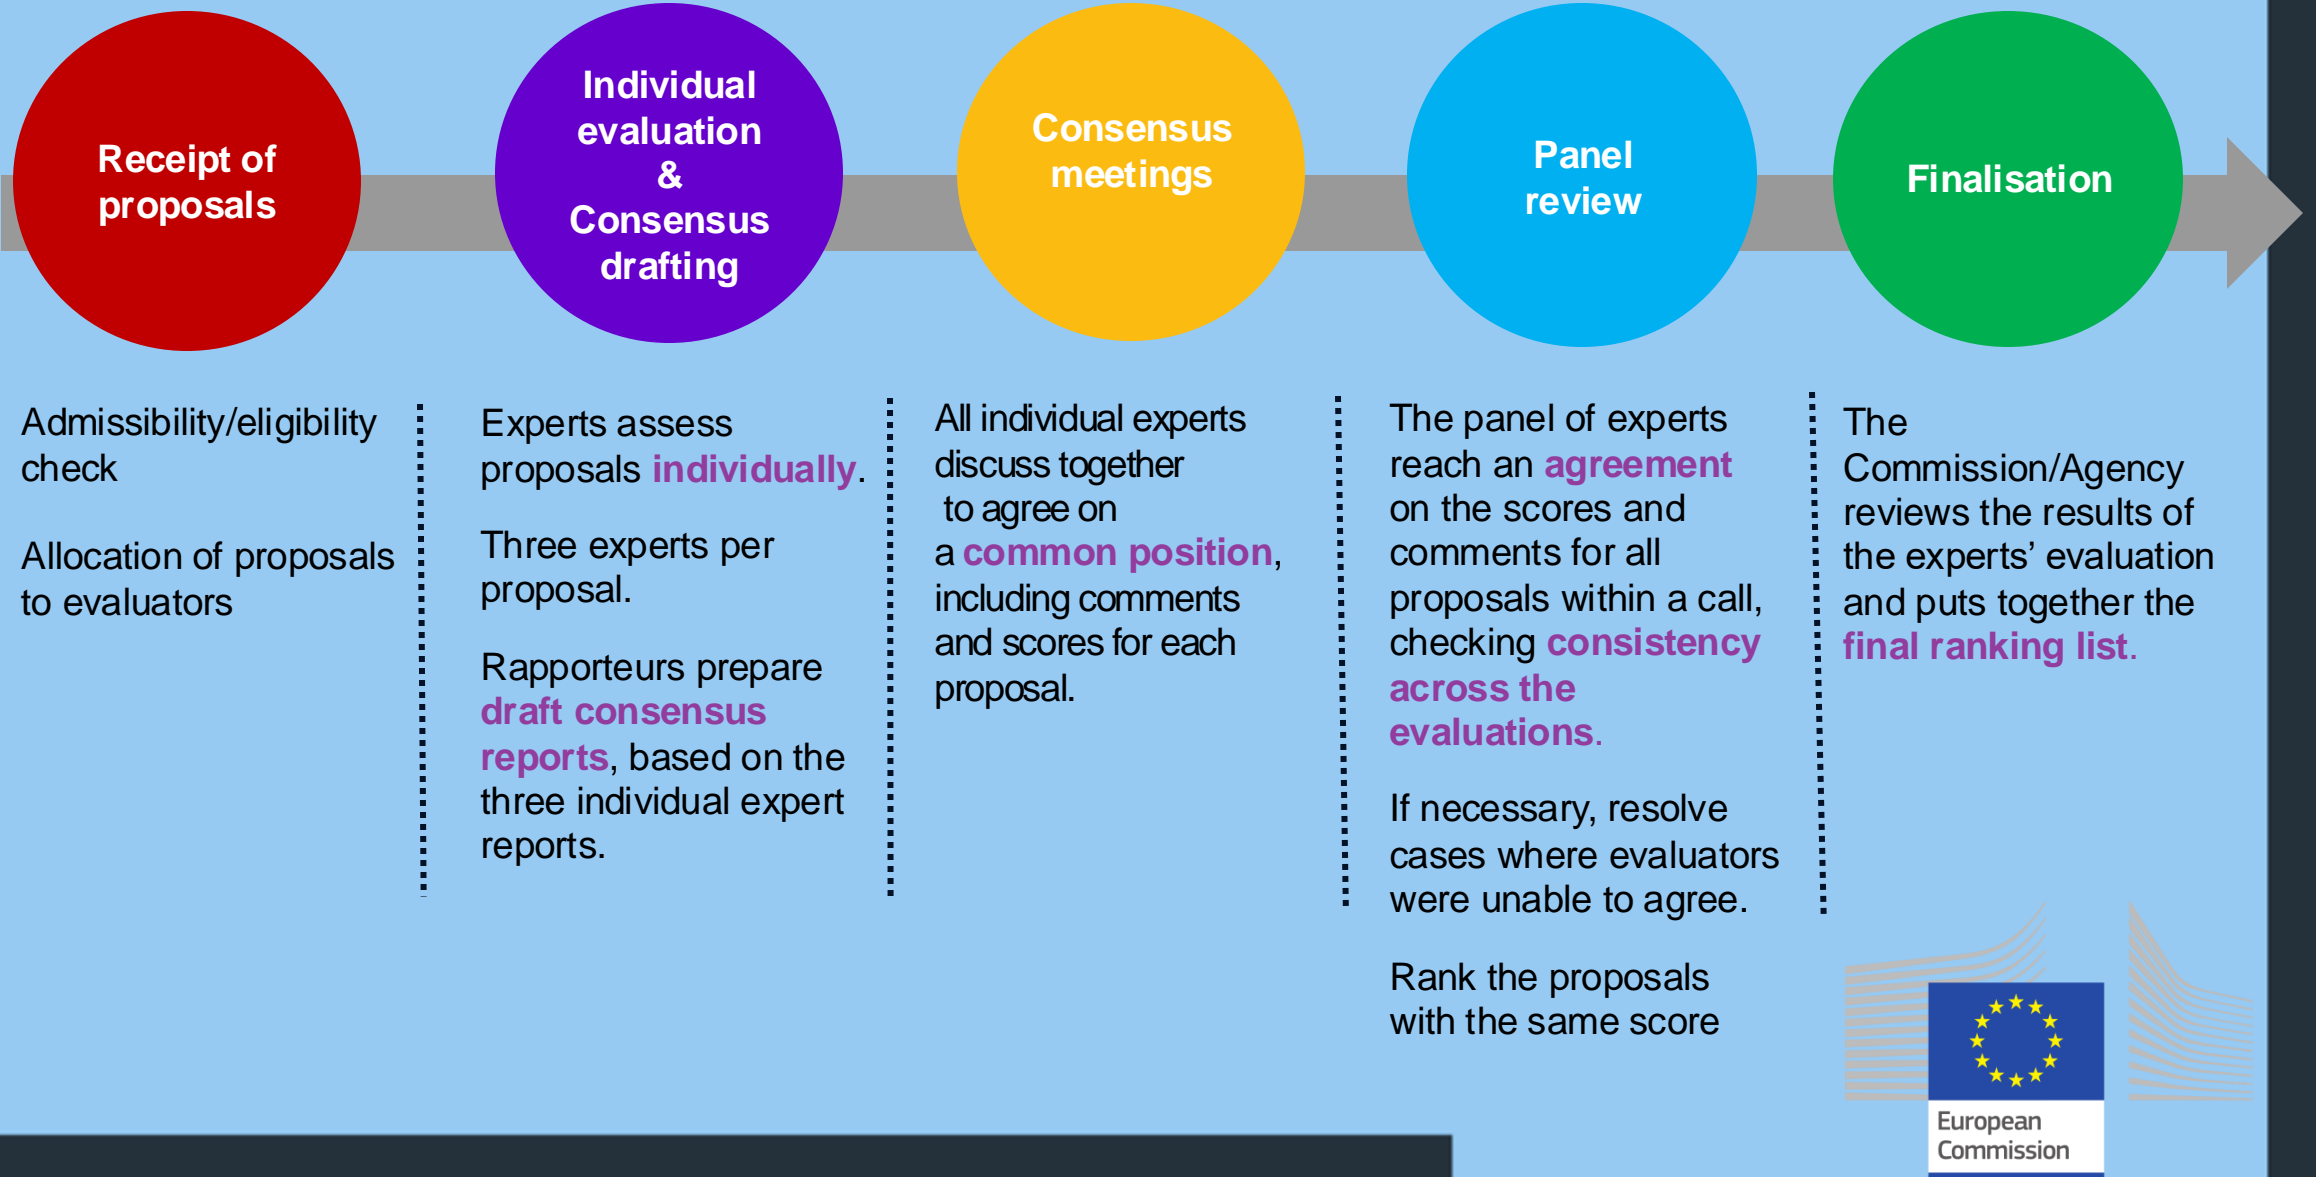 Receipt of
proposals
Individual
evaluation
&
Consensus
drafting
Consensus
meetings
Panel
review
Finalisation
Admissibility/eligibility
check
Allocation of proposals
to evaluators
Experts assess
proposals individually.
Three experts per
proposal.
Rapporteurs prepare
draft consensus
reports, based on the
three individual expert
reports.
All individual experts
discuss together
to agree on
a common position,
including comments
and scores for each
proposal.
The panel of experts
reach an agreement
on the scores and
comments for all
proposals within a call,
checking consistency
across the
evaluations.
If necessary, resolve
cases where evaluators
were unable to agree.
Rank the proposals
with the same score
The
Commission/Agency
reviews the results of
the experts’ evaluation
and puts together the
final ranking list.
European
Commission